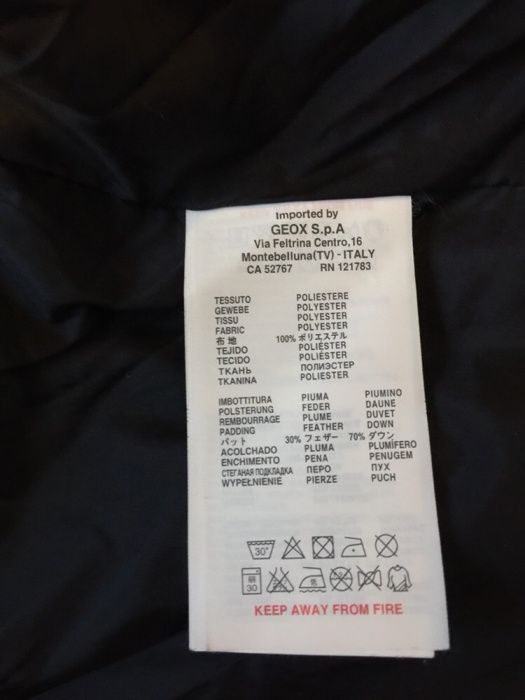 Imported by
GEOX S.p.A
Via Feltrina Centro,16
Montebelluna(TV) - ITALY
CA 52767 RN 121783
TESSUTO POLIESTERE
GEWEBE POLYESTER
TISSU POLYESTER
FABRIC POLYESTER
布地 100% ポリエステル
TEJIDO POLIÉSTER
TECIDO POLIÉSTER
ТКАНЬ ПОЛИЭСТЕР
TKANINA POLIESTER
IMBOTTITURA PIUMA PIUMINO
POLSTERUNG FEDER DAUNE
REMBOURRAGE PLUME DUVET
PADDING FEATHER DOWN
パット 30% フェザー 70% ダウン
ACOLCHADO PLUMA PLUMÍFERO
ENCHIMENTO PENA PENUGEM
СТЕГАНАЯ ПОДКЛАДКА ПЕРО ПУХ
WYPEŁNIENIE PIERZE PUCH
30°
弱 30 低
KEEP AWAY FROM FIRE